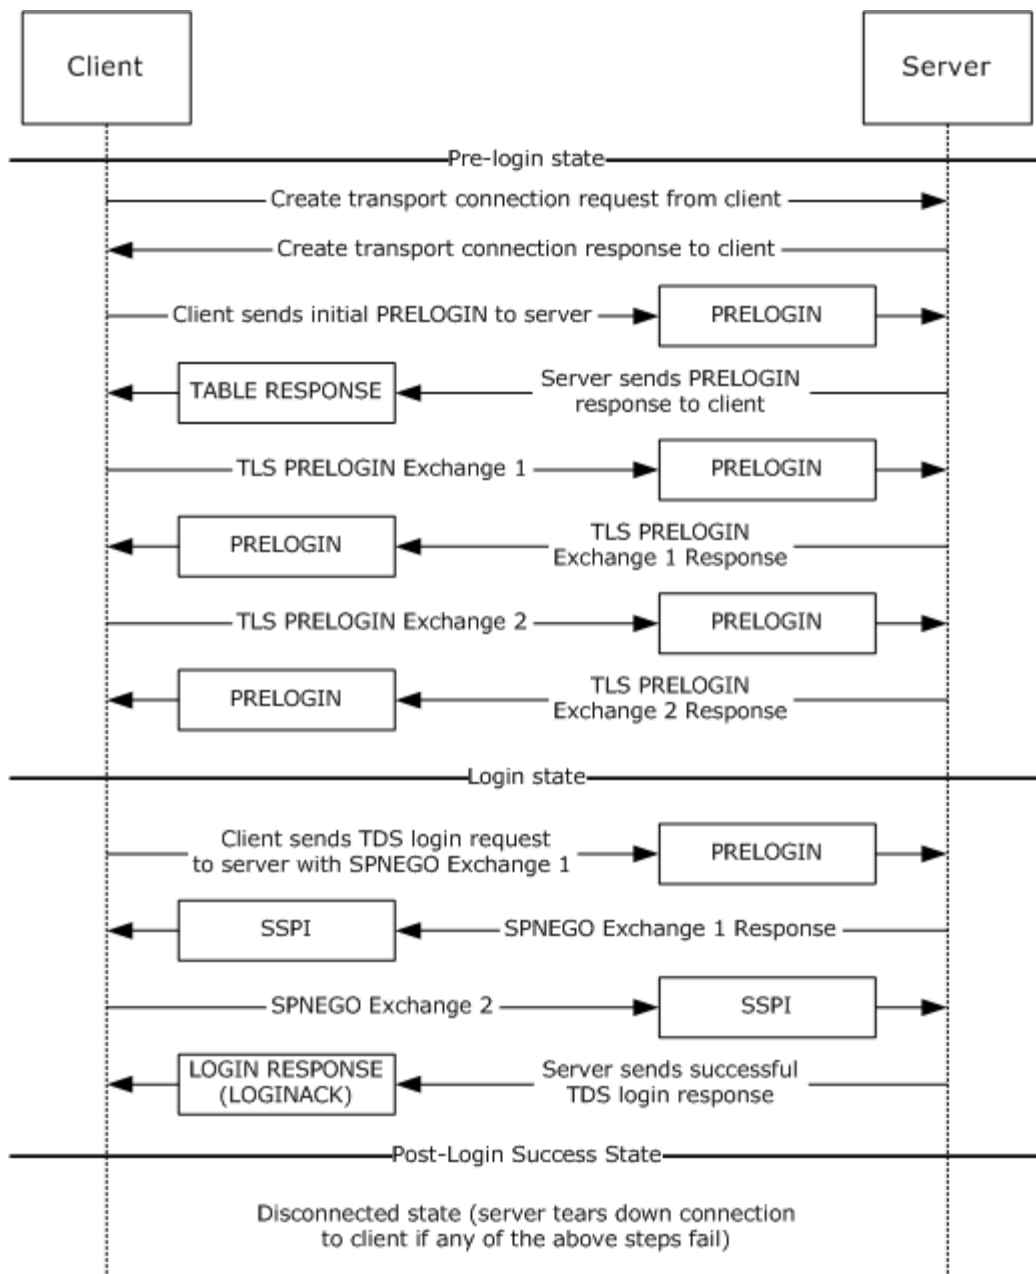 Client
Server
Pre-login state
Create transport connection request from client
Create transport connection response to client
Client sends initial PRELOGIN to server
PRELOGIN
TABLE RESPONSE
Server sends PRELOGIN
response to client
TLS PRELOGIN Exchange 1
PRELOGIN
PRELOGIN
TLS PRELOGIN
Exchange 1 Response
TLS PRELOGIN Exchange 2
PRELOGIN
PRELOGIN
TLS PRELOGIN
Exchange 2 Response
Login state
Client sends TDS login request
to server with SPNEGO Exchange 1
PRELOGIN
SSPI
SPNEGO Exchange 1 Response
SPNEGO Exchange 2
SSPI
LOGIN RESPONSE
(LOGINACK)
Server sends successful
TDS login response
Post-Login Success State
Disconnected state (server tears down connection
to client if any of the above steps fail)